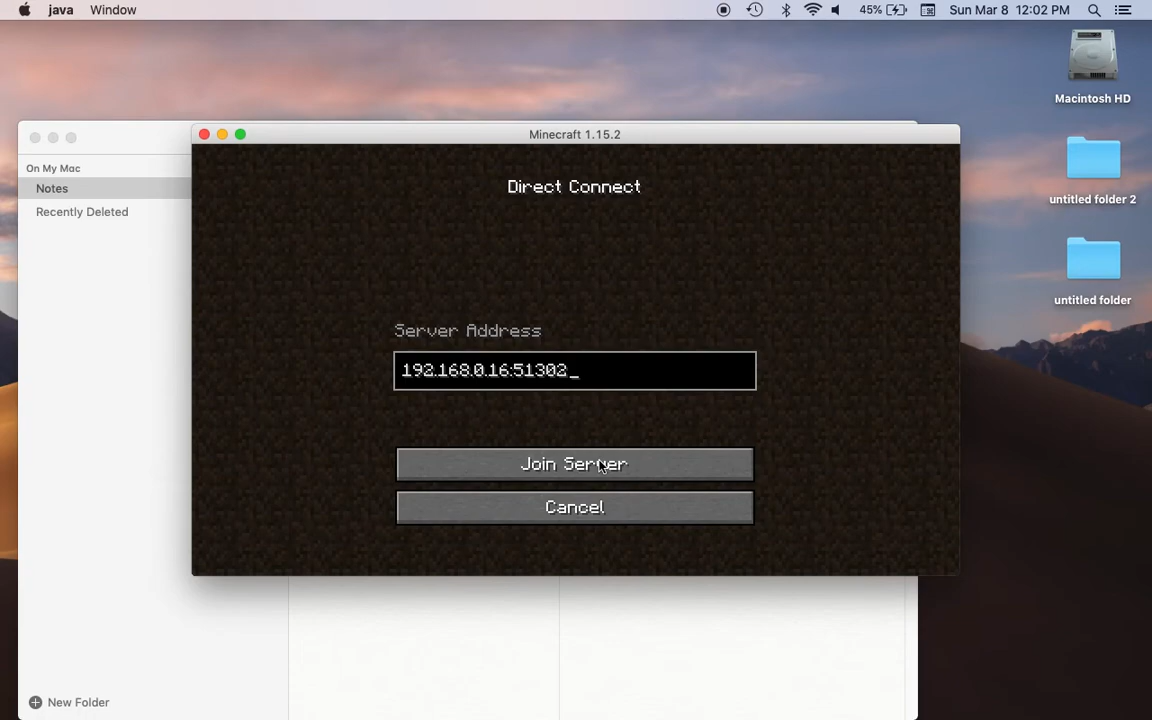 java Window 45% Sun Mar 8 12:02 PM
Macintosh HD
Minecraft 1.15.2
On My Mac
Notes
Direct Connect
untitled folder 2
Recently Deleted
untitled folder
Server Address
192.168.0.16:51302_
Join Server
Cancel
New Folder